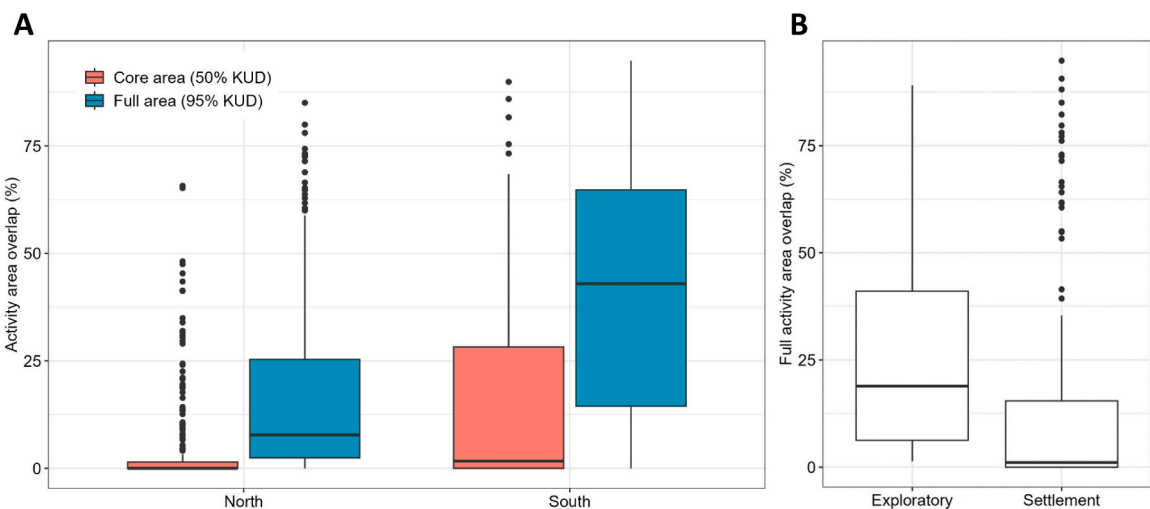 A
Activity area overlap (%)
75
50
25
0
Core area (50% KUD)
Full area (95% KUD)
North
South
B
Full activity area overlap (%)
75
50
25
0
Exploratory
Settlement